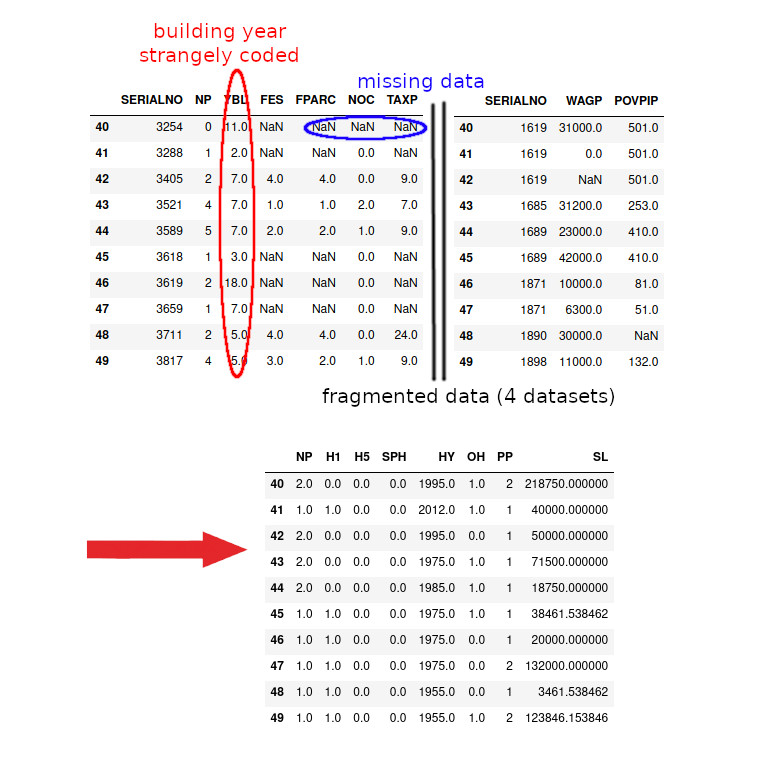 building year
strangely coded
missing data
SERIALNO NP YBL FES FPARC NOC TAXP
40 3254 0 11.0 NaN NaN NaN NaN
41 3288 1 2.0 NaN NaN 0.0 NaN
42 3405 2 7.0 4.0 4.0 0.0 9.0
43 3521 4 7.0 1.0 1.0 2.0 7.0
44 3589 5 7.0 2.0 2.0 1.0 9.0
45 3618 1 3.0 NaN NaN 0.0 NaN
46 3619 2 18.0 NaN NaN 0.0 NaN
47 3659 1 7.0 NaN NaN 0.0 NaN
48 3711 2 5.0 4.0 4.0 0.0 24.0
49 3817 4 5.0 3.0 2.0 1.0 9.0
SERIALNO WAGP POVPIP
40 1619 31000.0 501.0
41 1619 0.0 501.0
42 1619 NaN 501.0
43 1685 31200.0 253.0
44 1689 23000.0 410.0
45 1689 42000.0 410.0
46 1871 10000.0 81.0
47 1871 6300.0 51.0
48 1890 30000.0 NaN
49 1898 11000.0 132.0
fragmented data (4 datasets)
NP H1 H5 SPH HY OH PP SL
40 2.0 0.0 0.0 0.0 1995.0 1.0 2 218750.000000
41 1.0 1.0 0.0 0.0 2012.0 1.0 1 40000.000000
42 2.0 0.0 0.0 0.0 1995.0 0.0 1 50000.000000
43 2.0 0.0 0.0 0.0 1975.0 1.0 1 71500.000000
44 2.0 0.0 0.0 0.0 1985.0 1.0 1 18750.000000
45 1.0 1.0 0.0 0.0 1975.0 1.0 1 38461.538462
46 1.0 1.0 0.0 0.0 1975.0 0.0 1 20000.000000
47 1.0 1.0 0.0 0.0 1975.0 0.0 2 132000.000000
48 1.0 1.0 0.0 0.0 1955.0 0.0 1 3461.538462
49 1.0 1.0 0.0 0.0 1955.0 1.0 2 123846.153846